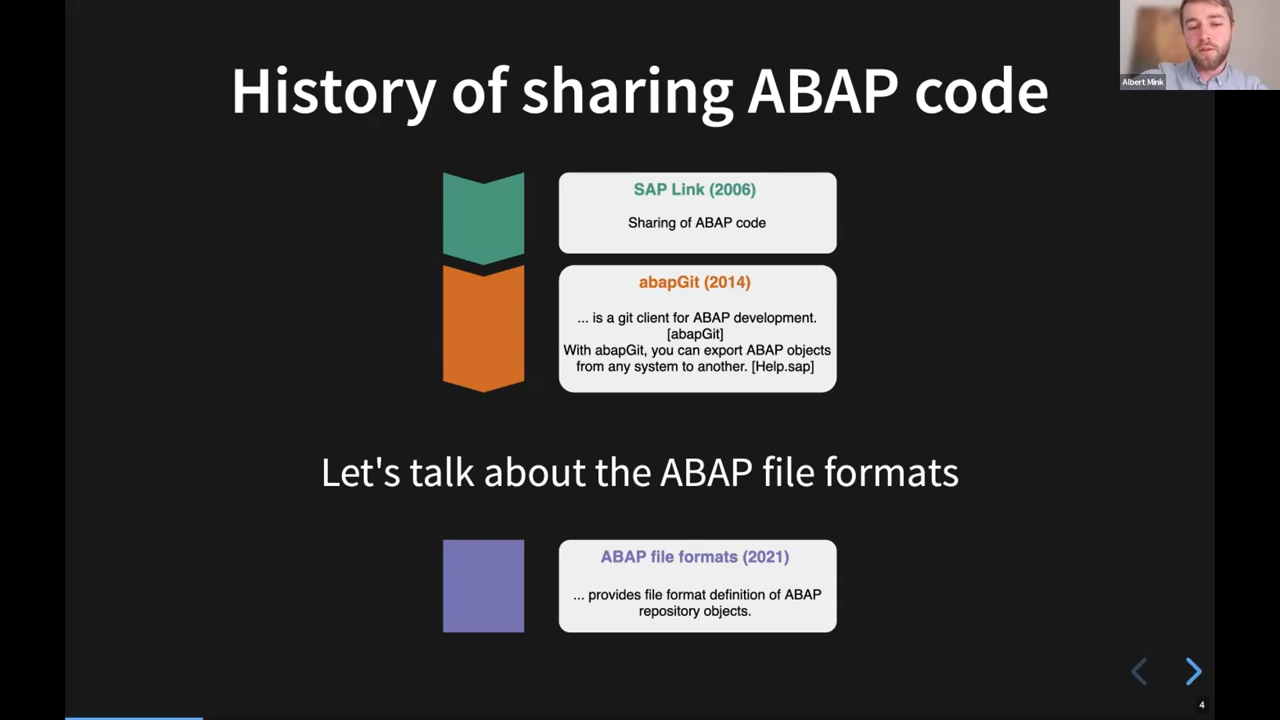 History of sharing ABAP code
Albert Mink
SAP Link (2006)
Sharing of ABAP code
abapGit (2014)
... is a git client for ABAP development.
[abapGit]
With abapGit, you can export ABAP objects
from any system to another. [Help.sap]
Let's talk about the ABAP file formats
ABAP file formats (2021)
... provides file format definition of ABAP
repository objects.
4